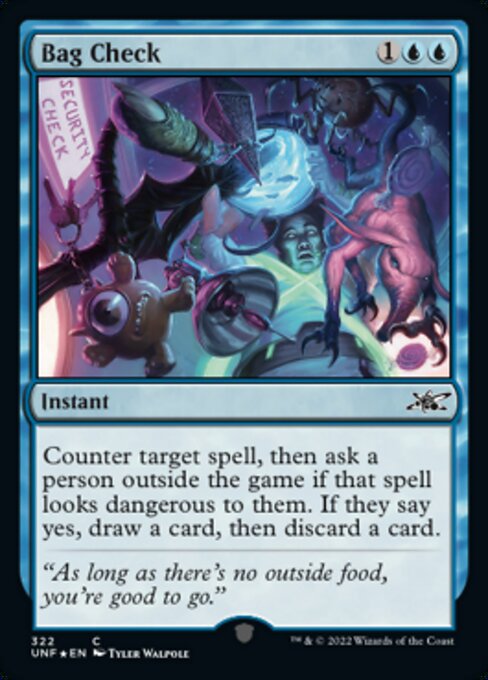 Bag Check 1
SECURITY
CHECK
Instant
Counter target spell, then ask a
person outside the game if that spell
looks dangerous to them. If they say
yes, draw a card, then discard a card.
“As long as there’s no outside food,
you’re good to go.”
322 C
UNF★EN TYLER WALPOLE
™ & © 2022 Wizards of the Coast